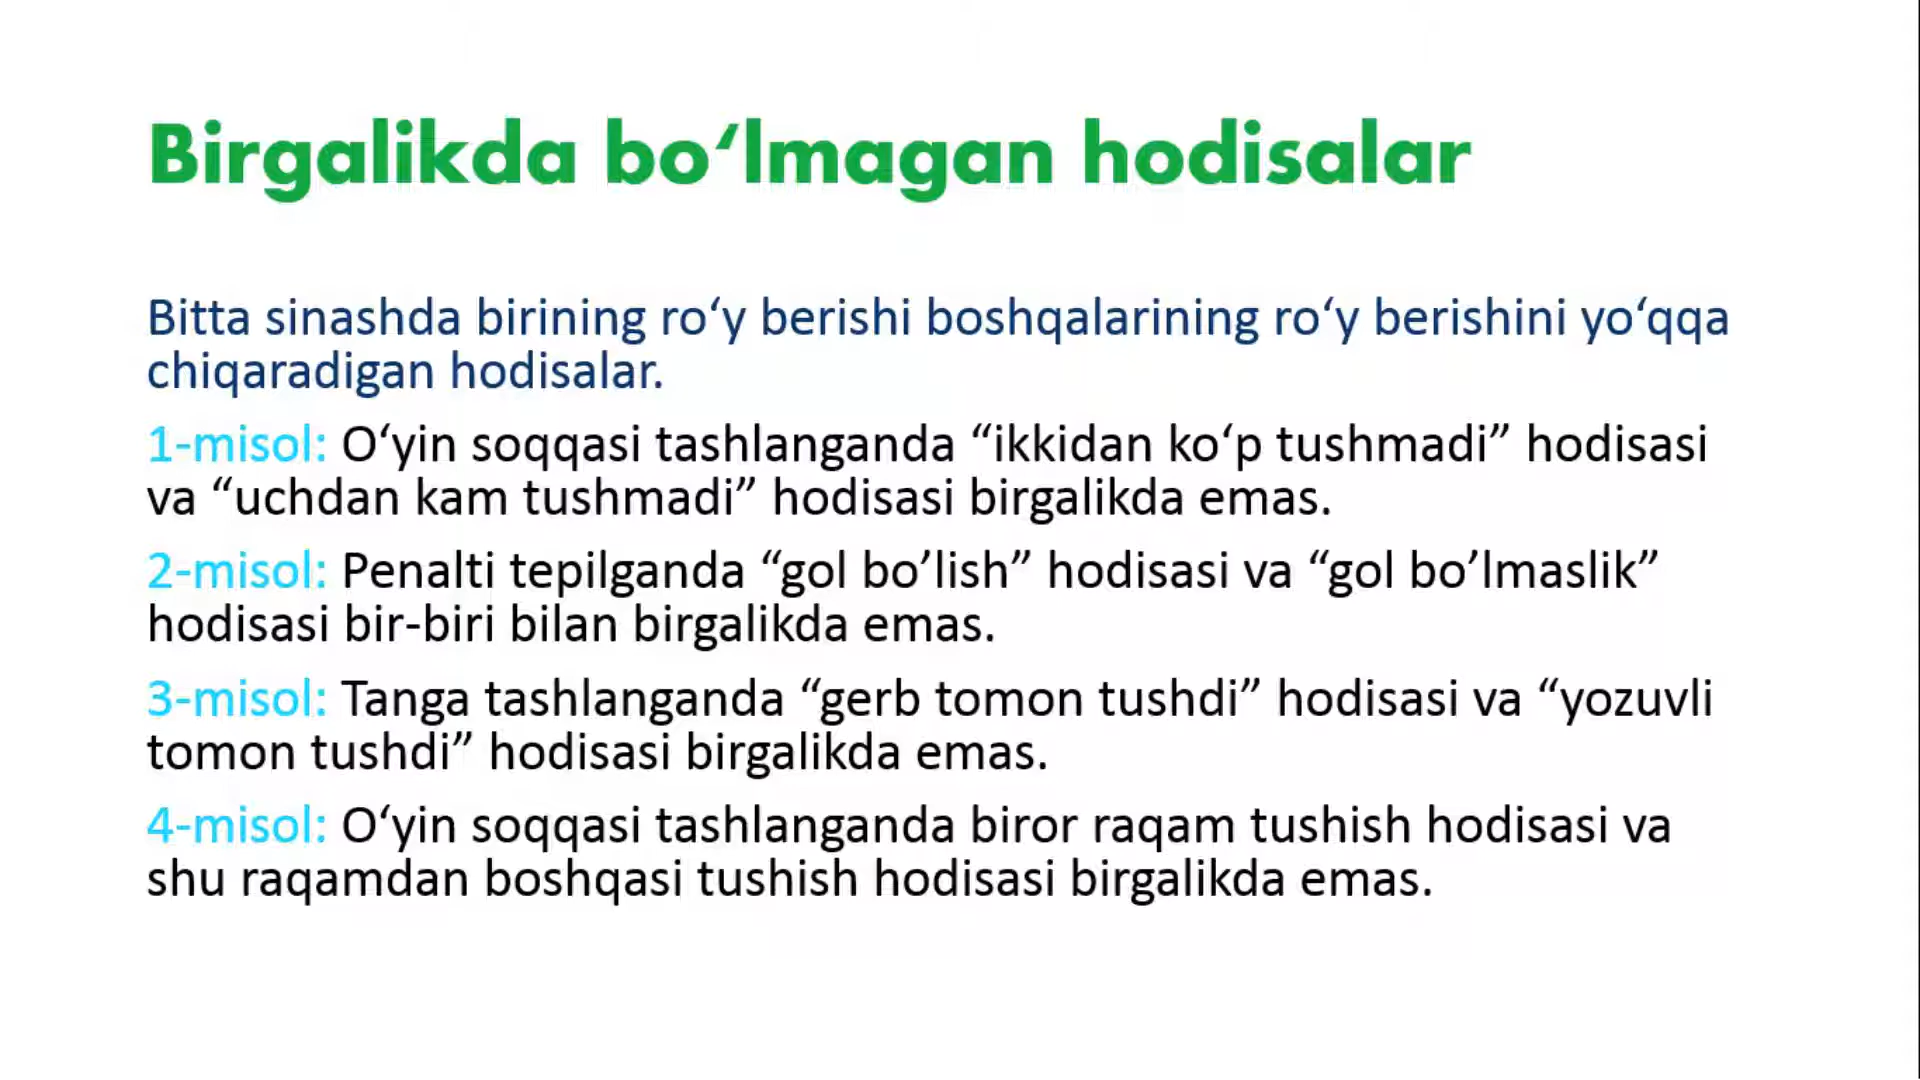 Birgalikda bo‘lmagan hodisalar
Bitta sinashda birining ro‘y berishi boshqalarining ro‘y berishini yo‘qqa
chiqaradigan hodisalar.
1-misol: O‘yin soqqasi tashlanganda “ikkidan ko‘p tushmadi” hodisasi
va “uchdan kam tushmadi” hodisasi birgalikda emas.
2-misol: Penalti tepilganda “gol bo’lish” hodisasi va “gol bo’lmaslik”
hodisasi bir-biri bilan birgalikda emas.
3-misol: Tanga tashlanganda “gerb tomon tushdi” hodisasi va “yozuvli
tomon tushdi” hodisasi birgalikda emas.
4-misol: O‘yin soqqasi tashlanganda biror raqam tushish hodisasi va
shu raqamdan boshqasi tushish hodisasi birgalikda emas.